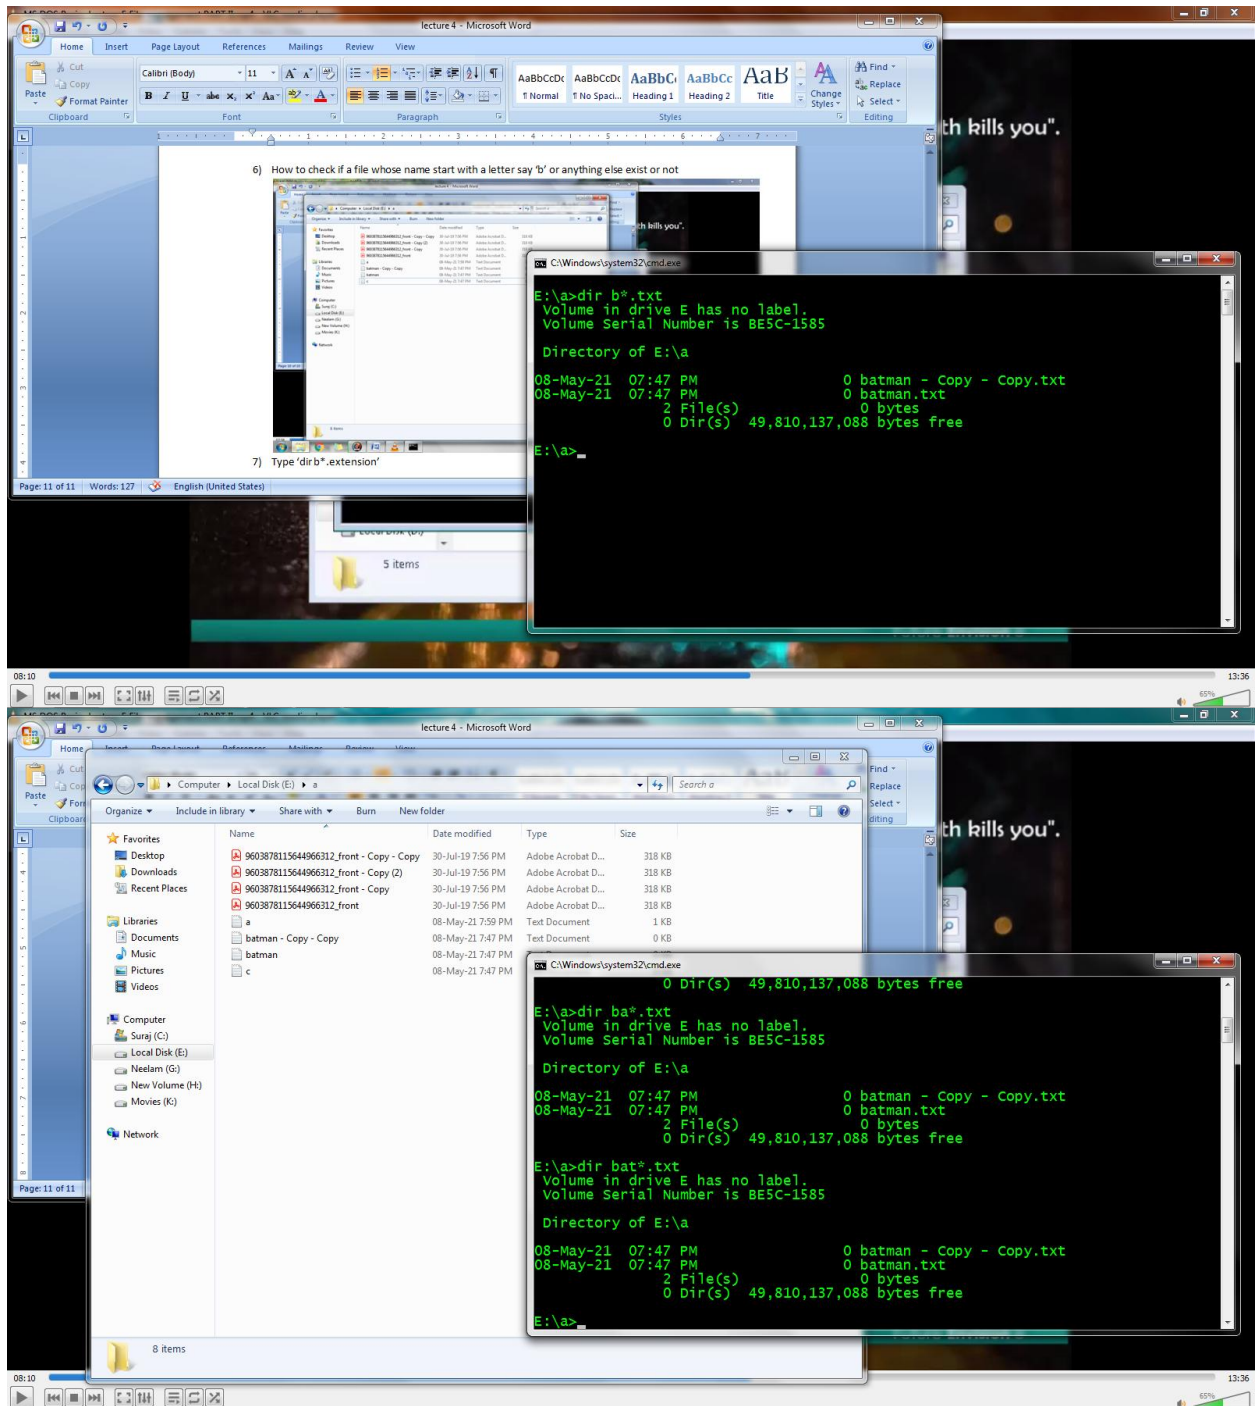 lecture 4 - Microsoft Word
Home Insert Page Layout References Mailings Review View
Cut
Copy
Format Painter
Paste
Calibri (Body) 11
AaBbCcDc AaBbCcDc AaBbC AaBbCc AaB
¶ Normal ¶ No Spaci... Heading 1 Heading 2 Title
Change Styles
Find
Replace
Select
Clipboard Font Paragraph Styles Editing
th kills you".
6) How to check if a file whose name start with a letter say 'b' or anything else exist or not
7) Type 'dir b*.extension'
Page: 11 of 11 Words: 127 English (United States)
5 items
C:\Windows\system32\cmd.exe
E:\a>dir b*.txt
Volume in drive E has no label.
Volume Serial Number is BE5C-1585
Directory of E:\a
08-May-21 07:47 PM 0 batman - Copy - Copy.txt
08-May-21 07:47 PM 0 batman.txt
2 File(s) 0 bytes
0 Dir(s) 49,810,137,088 bytes free
E:\a>_
08:10 13:36
65%
lecture 4 - Microsoft Word
Home
Paste
Find
Replace
Select
Computer Local Disk (E:) a
Search a
Organize Include in library Share with Burn New folder
Favorites
Desktop
Downloads
Recent Places
Libraries
Documents
Music
Pictures
Videos
Computer
Suraj (C:)
Local Disk (E:)
Neelam (G:)
New Volume (H:)
Movies (K:)
Network
Name Date modified Type Size
9603878115644966312_front - Copy - Copy 30-Jul-19 7:56 PM Adobe Acrobat D... 318 KB
9603878115644966312_front - Copy (2) 30-Jul-19 7:56 PM Adobe Acrobat D... 318 KB
9603878115644966312_front - Copy 30-Jul-19 7:56 PM Adobe Acrobat D... 318 KB
9603878115644966312_front 30-Jul-19 7:56 PM Adobe Acrobat D... 318 KB
a 08-May-21 7:59 PM Text Document 1 KB
batman - Copy - Copy 08-May-21 7:47 PM Text Document 0 KB
batman 08-May-21 7:47 PM
c 08-May-21 7:47 PM
8 items
th kills you".
Page: 11 of 11
C:\Windows\system32\cmd.exe
0 Dir(s) 49,810,137,088 bytes free
E:\a>dir ba*.txt
Volume in drive E has no label.
Volume Serial Number is BE5C-1585
Directory of E:\a
08-May-21 07:47 PM 0 batman - Copy - Copy.txt
08-May-21 07:47 PM 0 batman.txt
2 File(s) 0 bytes
0 Dir(s) 49,810,137,088 bytes free
E:\a>dir bat*.txt
Volume in drive E has no label.
Volume Serial Number is BE5C-1585
Directory of E:\a
08-May-21 07:47 PM 0 batman - Copy - Copy.txt
08-May-21 07:47 PM 0 batman.txt
2 File(s) 0 bytes
0 Dir(s) 49,810,137,088 bytes free
E:\a>_
08:10 13:36
65%